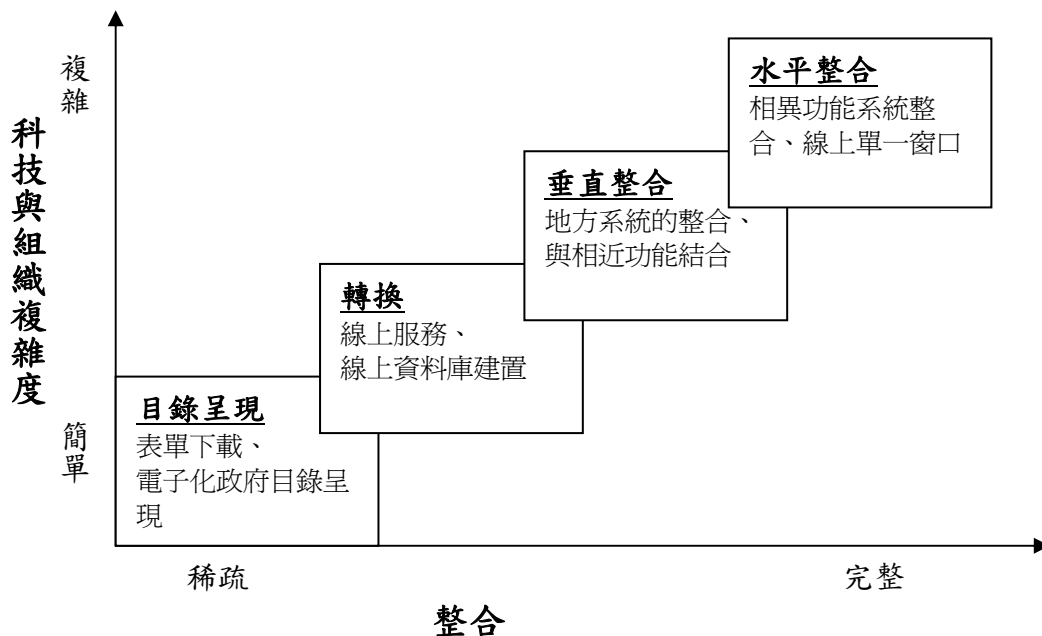 複雜
科技與組織複雜度
簡單
水平整合
相異功能系統整
合、線上單一窗口
垂直整合
地方系統的整合、
與相近功能結合
轉換
線上服務、
線上資料庫建置
目錄呈現
表單下載、
電子化政府目錄呈
現
稀疏
完整
整合